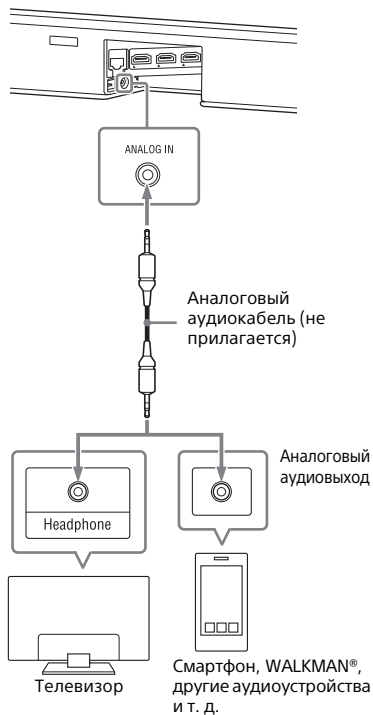 ANALOG IN
Аналоговый
аудиокабель (не
прилагается)
Аналоговый
аудиовыход
Headphone
Телевизор
Смартфон, WALKMAN®,
другие аудиоустройства
и т. д.